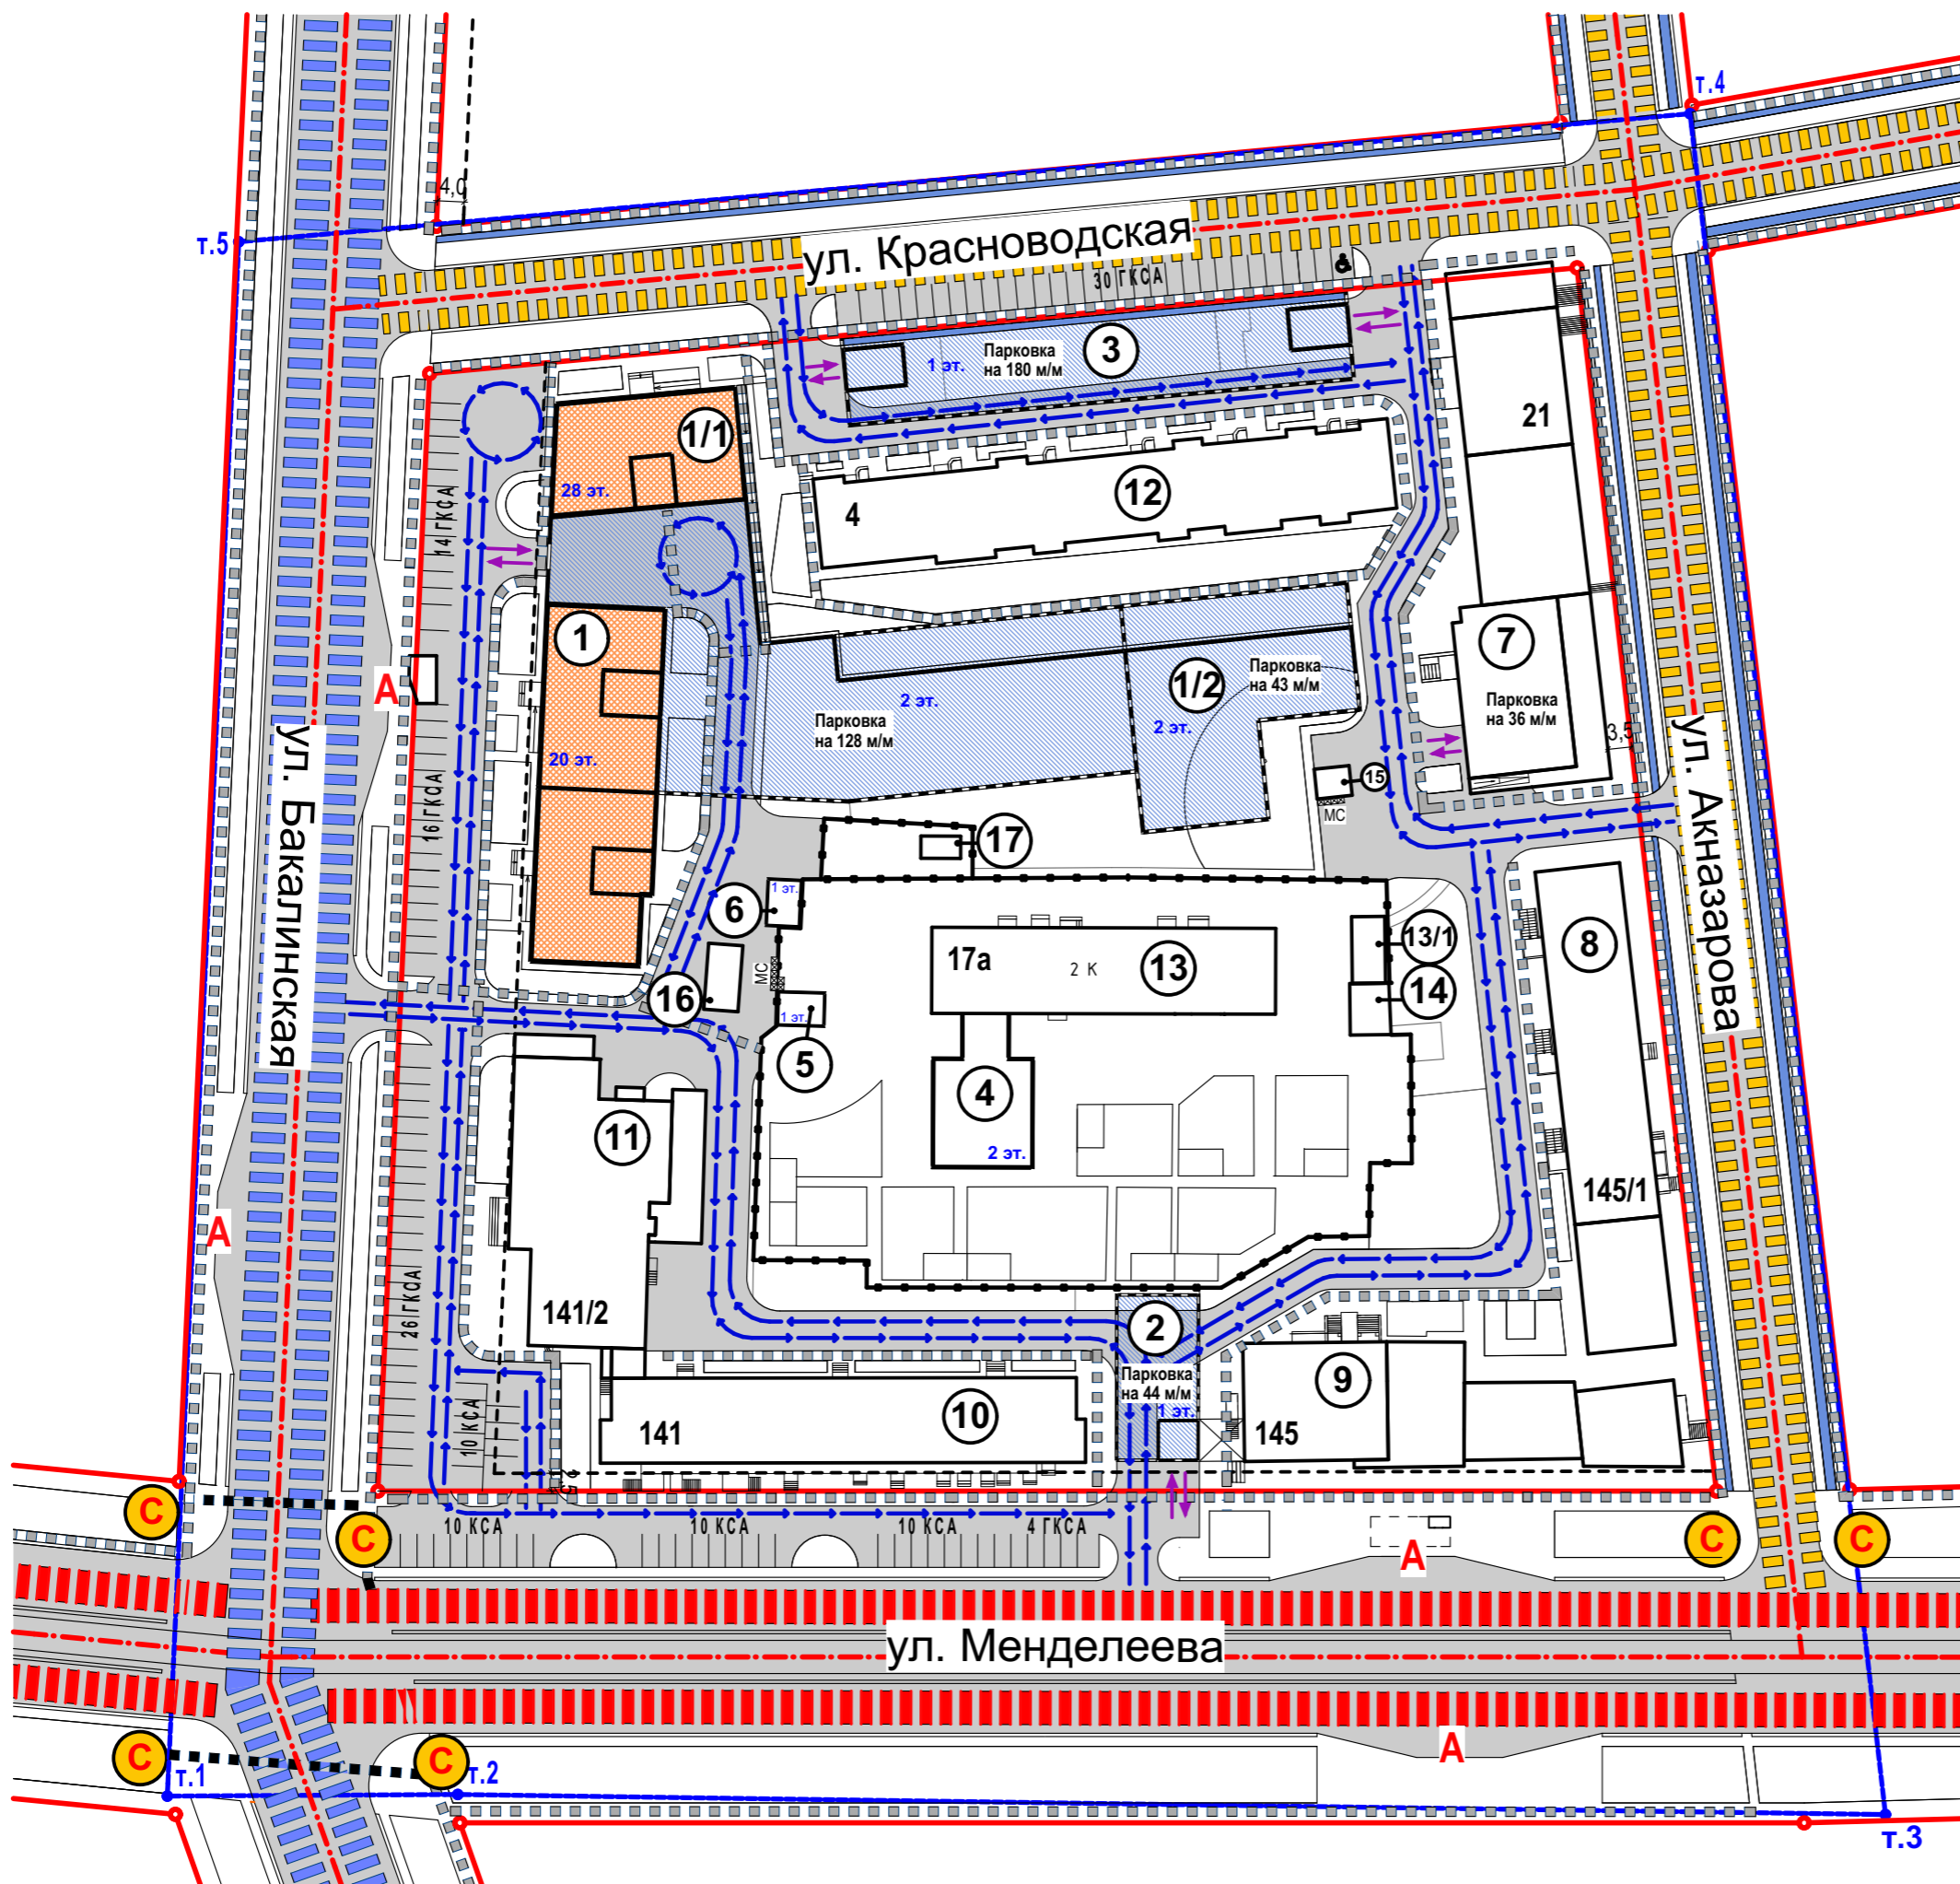 т.4
4,0
т.5
ул. Красноводская
30 ГКСА
3
Парковка
на 180 м/м
1 эт.
1/1
21
28 эт.
12
4
14 ГКСА
1
7
1/2
Парковка
на 43 м/м
А
Парковка
на 36 м/м
2 эт.
Парковка
на 128 м/м
2 эт.
3,5
ул. Бакалинская
20 эт.
15
ул. Акназарова
16 ГКСА
МС
17
1 эт.
6
13/1
8
17а
2 К
13
МС
16
14
1 эт.
5
4
11
2 эт.
145/1
А
26 ГКСА
141/2
2
Парковка
на 44 м/м
1 эт.
9
10 КСА
141
10
145
С
С
10 КСА
10 КСА
10 КСА
4 ГКСА
А
С
С
ул. Менделеева
А
С
С
т.1
т.2
т.3